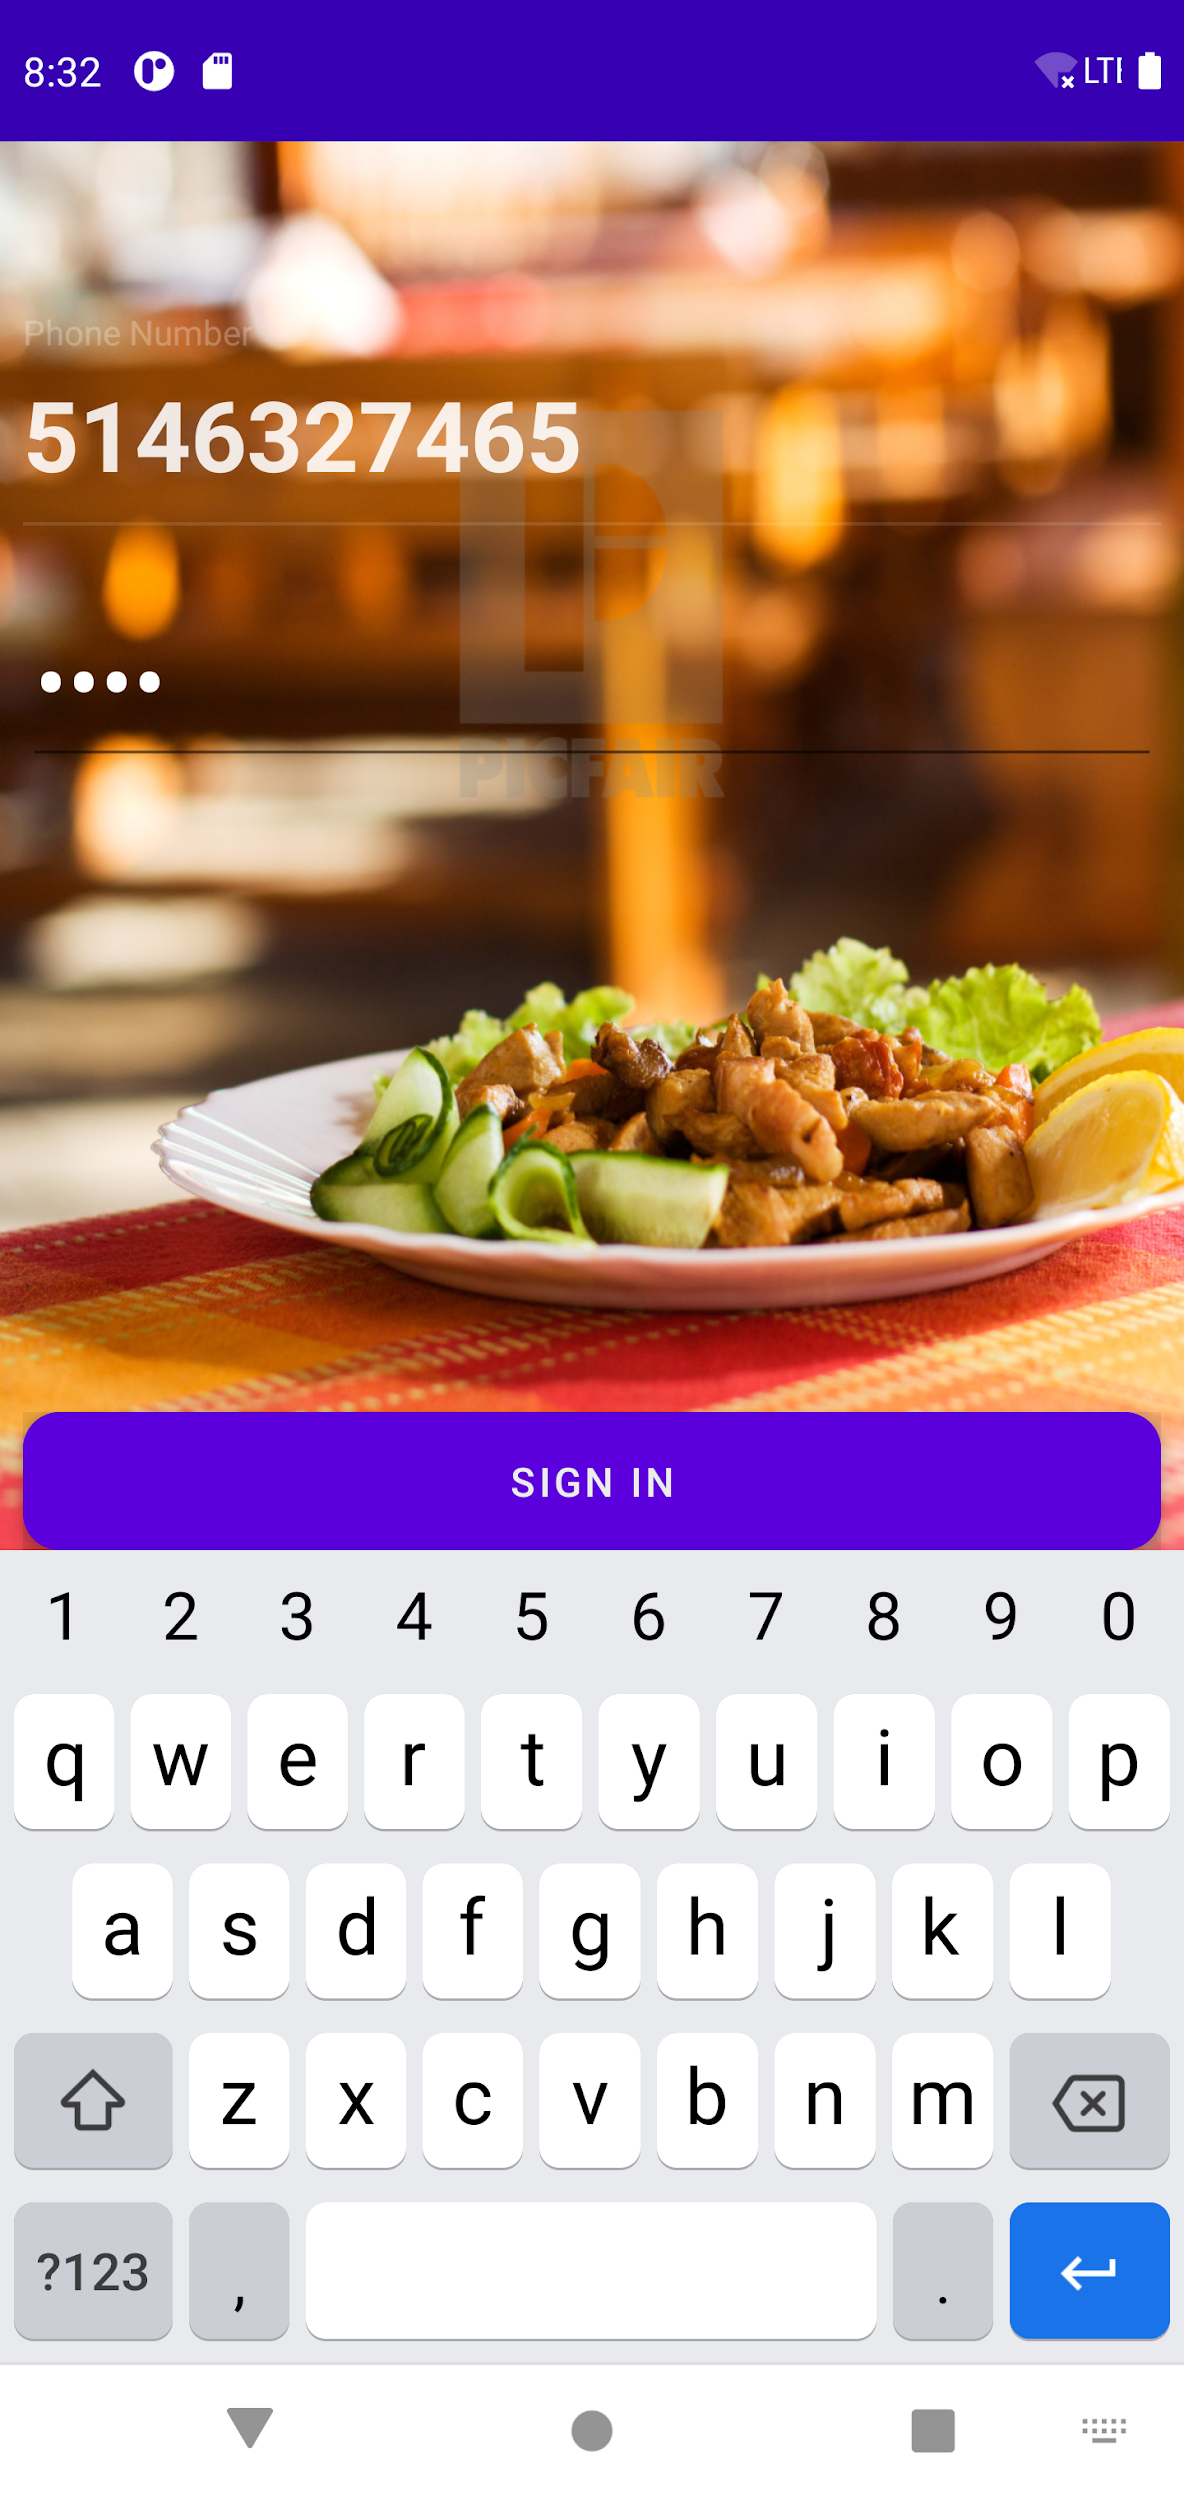 8:32 LTE
Phone Number
5146327465
••••
PICFAIR
SIGN IN
1 2 3 4 5 6 7 8 9 0
q w e r t y u i o p
a s d f g h j k l
z x c v b n m
?123 , .